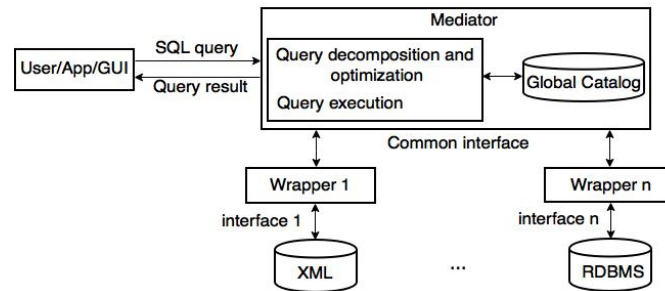 Mediator
SQL query
User/App/GUI
Query result
Query decomposition and
optimization
Query execution
Global Catalog
Common interface
Wrapper 1
Wrapper n
interface 1
interface n
XML
...
RDBMS